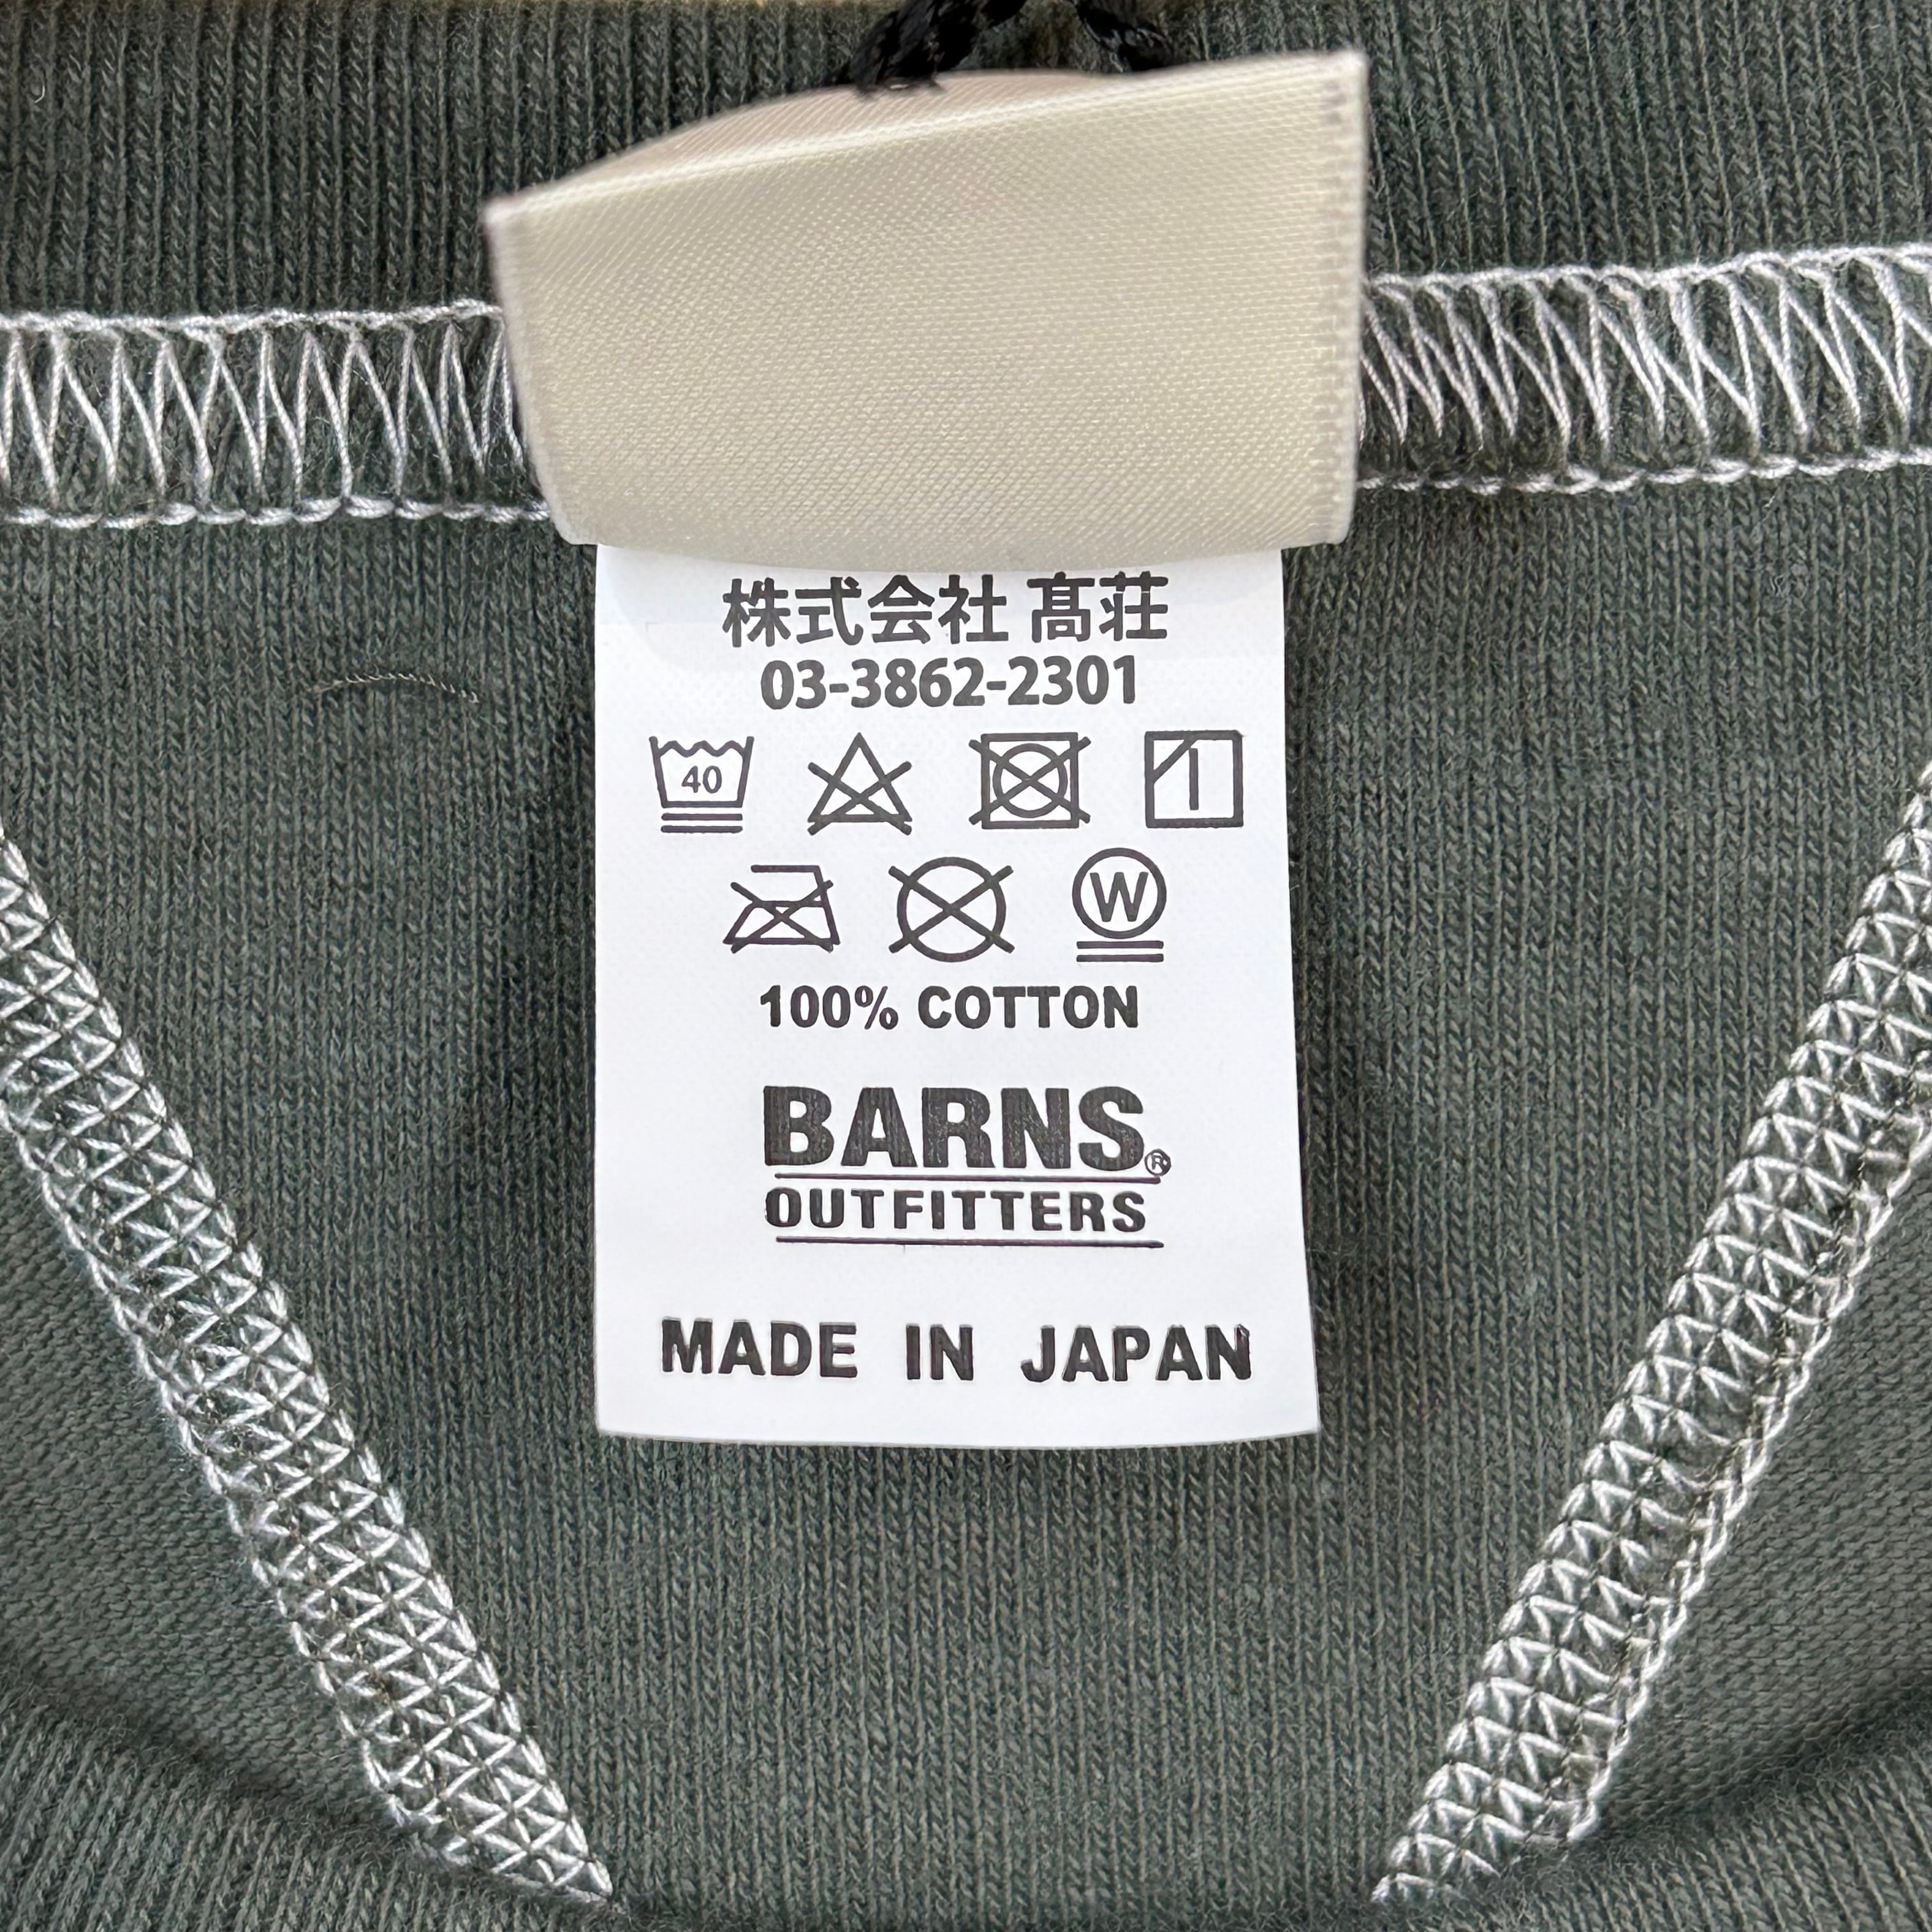 株式会社 髙荘
03-3862-2301
40
W
100% COTTON
BARNS®
OUTFITTERS
MADE IN JAPAN